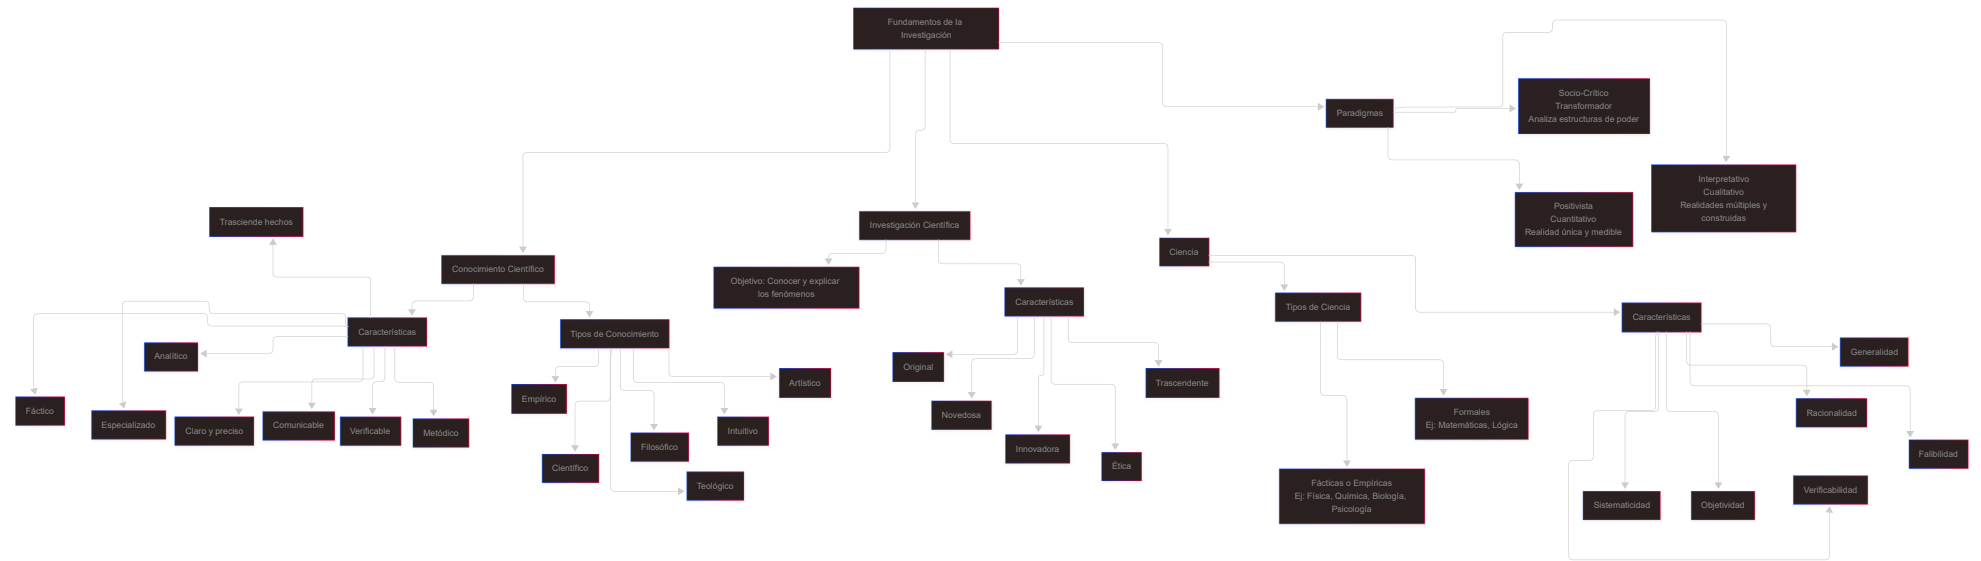 Fundamentos de la
Investigación
Paradigmas
Socio-Crítico
Transformador
Analiza estructuras de poder
Interpretativo
Cualitativo
Realidades múltiples y
construidas
Positivista
Cuantitativo
Realidad única y medible
Trasciende hechos
Investigación Científica
Ciencia
Conocimiento Científico
Objetivo: Conocer y explicar
los fenómenos
Características
Tipos de Ciencia
Características
Características
Tipos de Conocimiento
Analítico
Original
Trascendente
Generalidad
Artístico
Fáctico
Especializado
Claro y preciso
Comunicable
Verificable
Metódico
Empírico
Científico
Filosófico
Teológico
Intuitivo
Novedosa
Innovadora
Ética
Formales
Ej: Matemáticas, Lógica
Fácticas o Empíricas
Ej: Física, Química, Biología,
Psicología
Racionalidad
Falibilidad
Sistematicidad
Objetividad
Verificabilidad